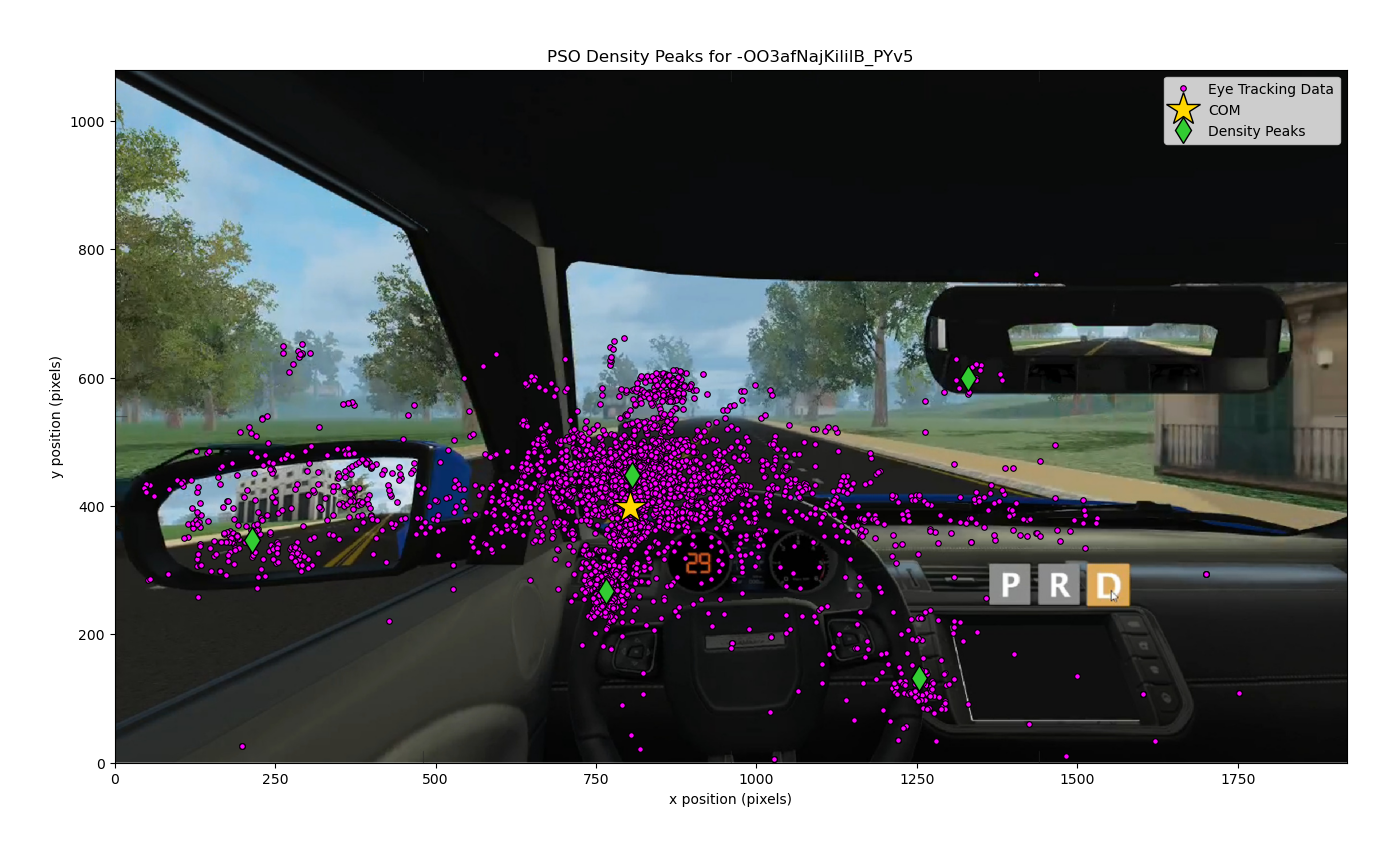 PSO Density Peaks for -OO3afNajKiIiIB_PYv5
Eye Tracking Data
COM
Density Peaks
1000
800
600
400
200
0
y position (pixels)
29
P R D
0 250 500 750 1000 1250 1500 1750
x position (pixels)